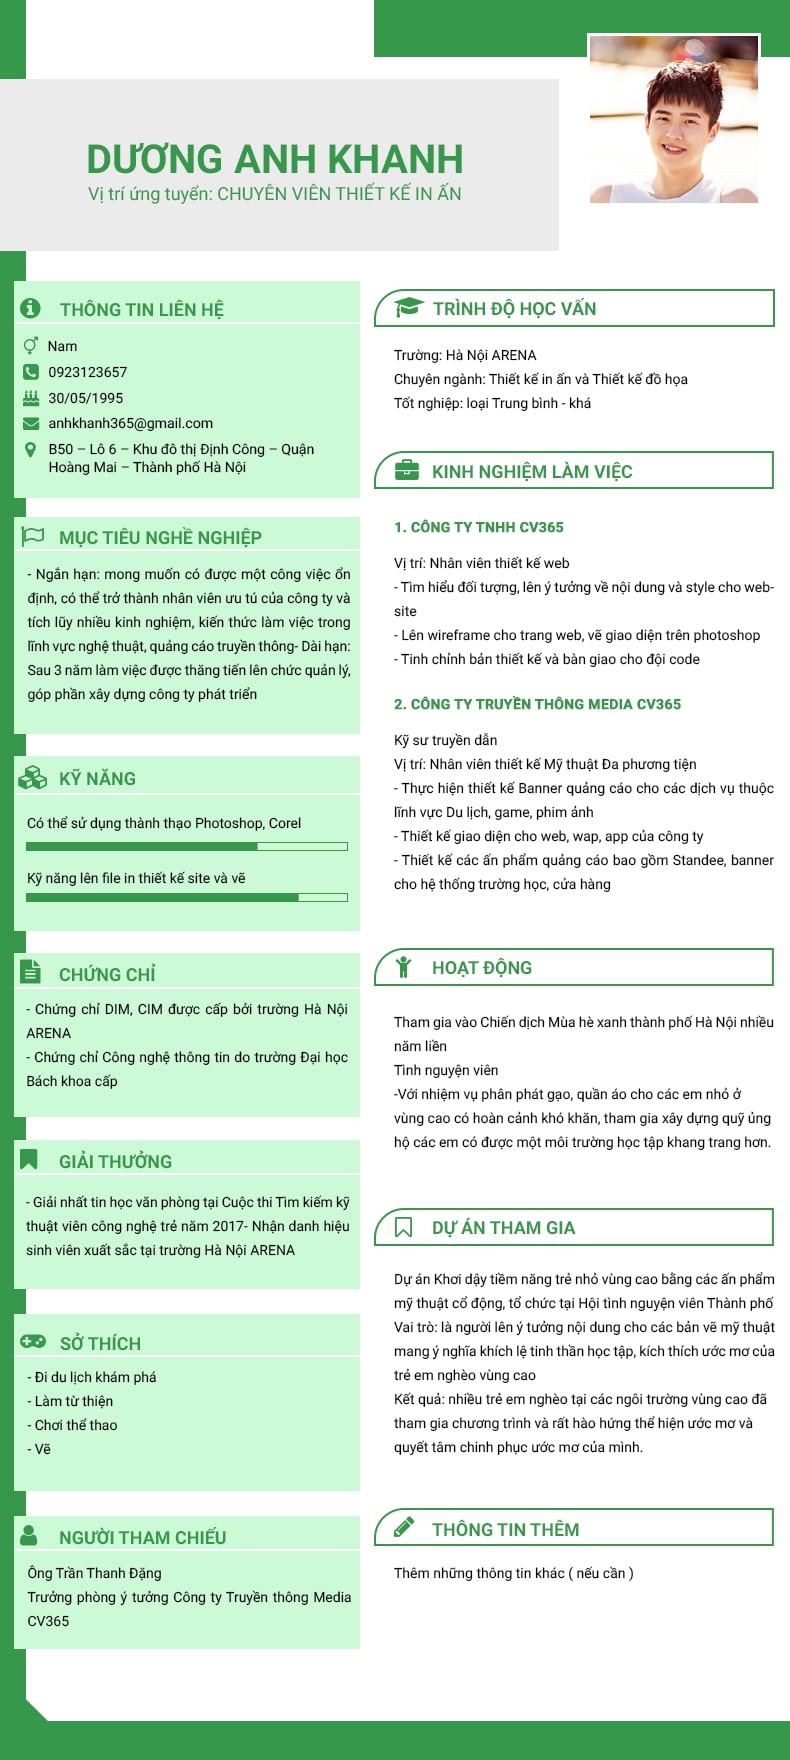 DƯƠNG ANH KHANH
Vị trí ứng tuyển: CHUYÊN VIÊN THIẾT KẾ IN ẤN
THÔNG TIN LIÊN HỆ
Nam
0923123657
30/05/1995
anhkhanh365@gmail.com
B50 – Lô 6 – Khu đô thị Định Công – Quận
Hoàng Mai – Thành phố Hà Nội
MỤC TIÊU NGHỀ NGHIỆP
- Ngắn hạn: mong muốn có được một công việc ổn
định, có thể trở thành nhân viên ưu tú của công ty và
tích lũy nhiều kinh nghiệm, kiến thức làm việc trong
lĩnh vực nghệ thuật, quảng cáo truyền thông- Dài hạn:
Sau 3 năm làm việc được thăng tiến lên chức quản lý,
góp phần xây dựng công ty phát triển
KỸ NĂNG
Có thể sử dụng thành thạo Photoshop, Corel
Kỹ năng lên file in thiết kế site và vẽ
CHỨNG CHỈ
- Chứng chỉ DIM, CIM được cấp bởi trường Hà Nội
ARENA
- Chứng chỉ Công nghệ thông tin do trường Đại học
Bách khoa cấp
GIẢI THƯỞNG
- Giải nhất tin học văn phòng tại Cuộc thi Tìm kiếm kỹ
thuật viên công nghệ trẻ năm 2017- Nhận danh hiệu
sinh viên xuất sắc tại trường Hà Nội ARENA
SỞ THÍCH
- Đi du lịch khám phá
- Làm từ thiện
- Chơi thể thao
- Vẽ
NGƯỜI THAM CHIẾU
Ông Trần Thanh Đặng
Trưởng phòng ý tưởng Công ty Truyền thông Media
CV365
TRÌNH ĐỘ HỌC VẤN
Trường: Hà Nội ARENA
Chuyên ngành: Thiết kế in ấn và Thiết kế đồ họa
Tốt nghiệp: loại Trung bình - khá
KINH NGHIỆM LÀM VIỆC
1. CÔNG TY TNHH CV365
Vị trí: Nhân viên thiết kế web
- Tìm hiểu đối tượng, lên ý tưởng về nội dung và style cho web-
site
- Lên wireframe cho trang web, vẽ giao diện trên photoshop
- Tinh chỉnh bản thiết kế và bàn giao cho đội code
2. CÔNG TY TRUYỀN THÔNG MEDIA CV365
Kỹ sư truyền dẫn
Vị trí: Nhân viên thiết kế Mỹ thuật Đa phương tiện
- Thực hiện thiết kế Banner quảng cáo cho các dịch vụ thuộc
lĩnh vực Du lịch, game, phim ảnh
- Thiết kế giao diện cho web, wap, app của công ty
- Thiết kế các ấn phẩm quảng cáo bao gồm Standee, banner
cho hệ thống trường học, cửa hàng
HOẠT ĐỘNG
Tham gia vào Chiến dịch Mùa hè xanh thành phố Hà Nội nhiều
năm liền
Tình nguyện viên
-Với nhiệm vụ phân phát gạo, quần áo cho các em nhỏ ở
vùng cao có hoàn cảnh khó khăn, tham gia xây dựng quỹ ủng
hộ các em có được một môi trường học tập khang trang hơn.
DỰ ÁN THAM GIA
Dự án Khơi dậy tiềm năng trẻ nhỏ vùng cao bằng các ấn phẩm
mỹ thuật cổ động, tổ chức tại Hội tình nguyện viên Thành phố
Vai trò: là người lên ý tưởng nội dung cho các bản vẽ mỹ thuật
mang ý nghĩa khích lệ tinh thần học tập, kích thích ước mơ của
trẻ em nghèo vùng cao
Kết quả: nhiều trẻ em nghèo tại các ngôi trường vùng cao đã
tham gia chương trình và rất hào hứng thể hiện ước mơ và
quyết tâm chinh phục ước mơ của mình.
THÔNG TIN THÊM
Thêm những thông tin khác ( nếu cần )